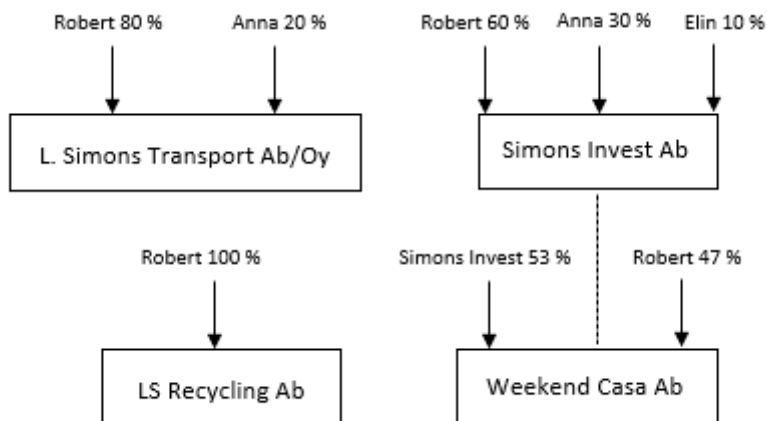 Robert 80 % Anna 20 % Robert 60 % Anna 30 % Elin 10 %
L. Simons Transport Ab/Oy Simons Invest Ab
Robert 100 % Simons Invest 53 % Robert 47 %
LS Recycling Ab Weekend Casa Ab